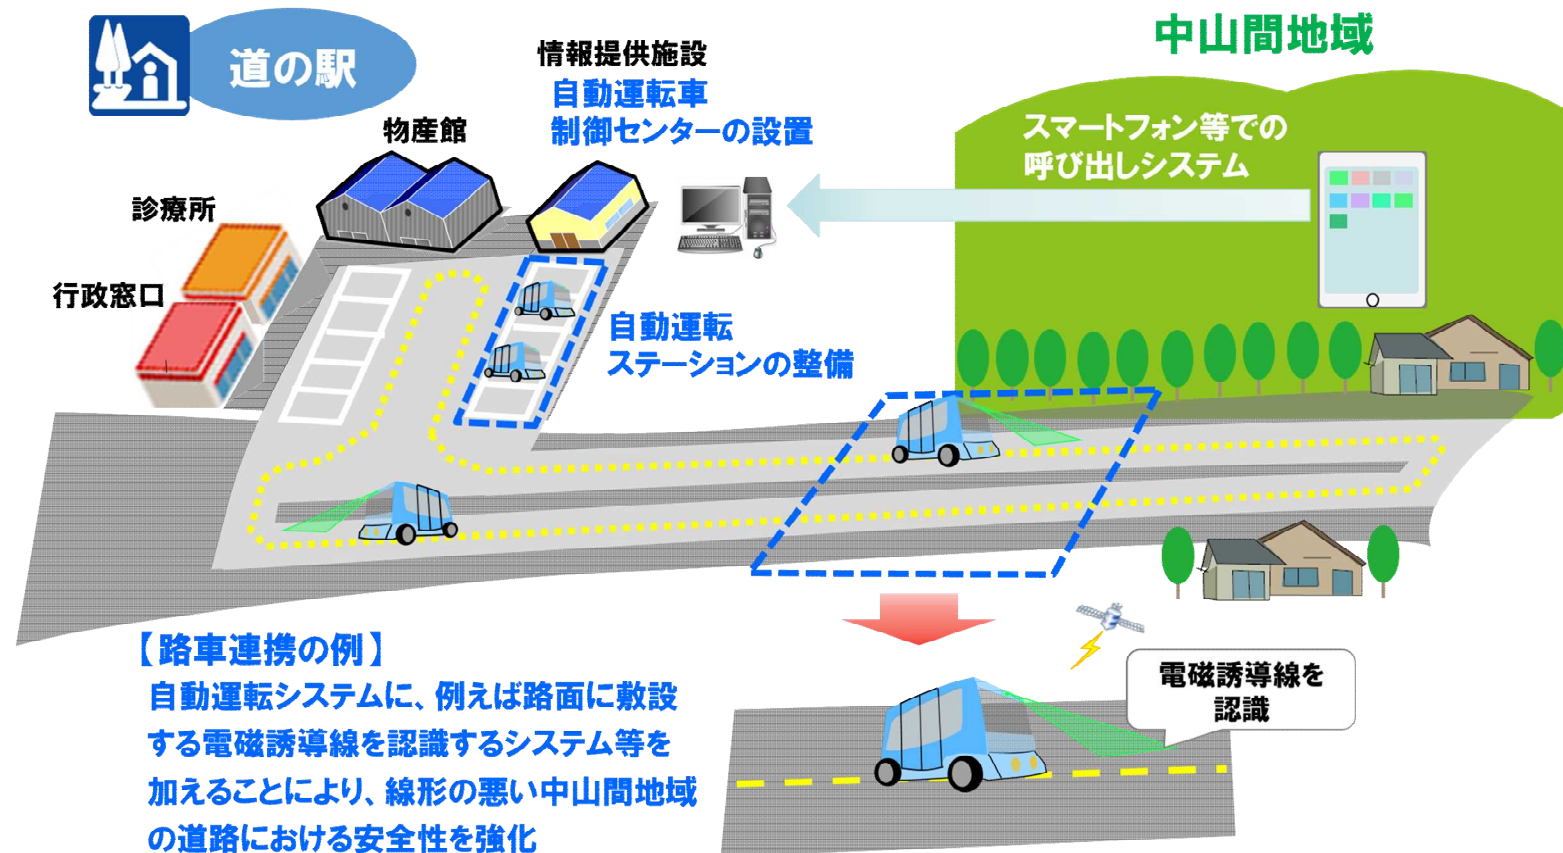 道の駅
情報提供施設
自動運転車
制御センターの設置
中山間地域
スマートフォン等での
呼び出しシステム
物産館
診療所
行政窓口
自動運転
ステーションの整備
【路車連携の例】
自動運転システムに、例えば路面に敷設
する電磁誘導線を認識するシステム等を
加えることにより、線形の悪い中山間地域
の道路における安全性を強化
電磁誘導線を
認識